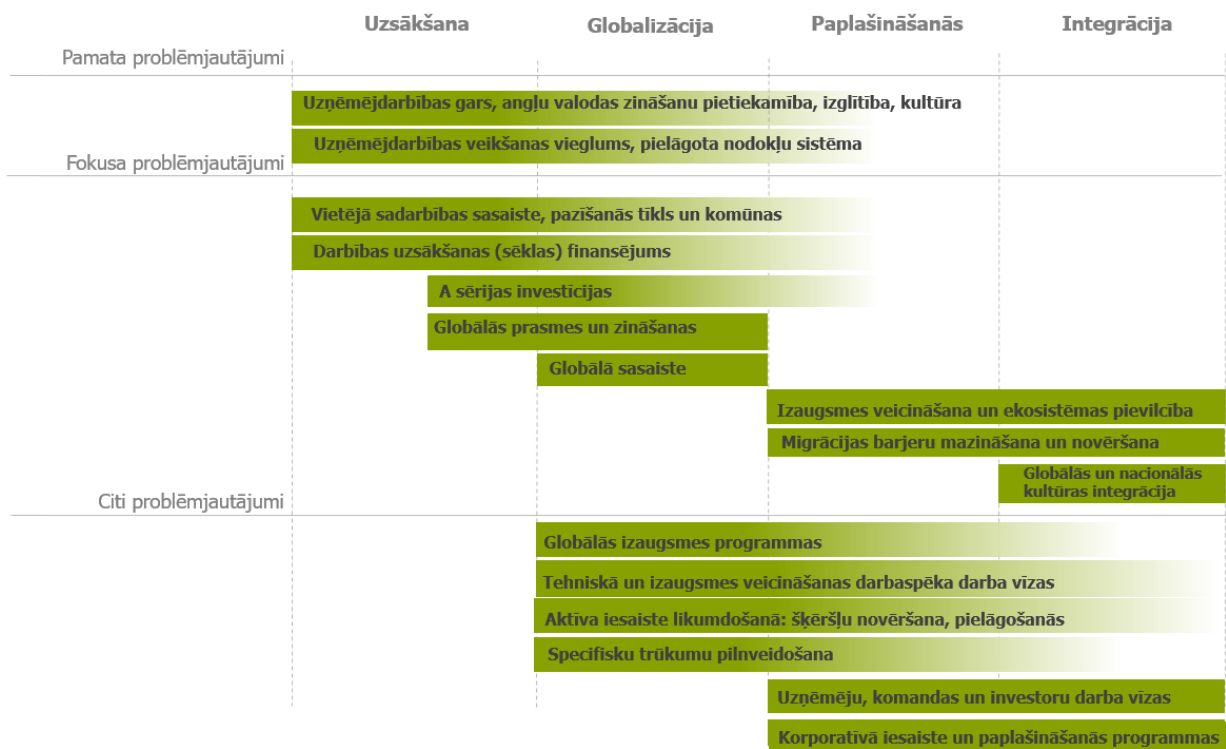 Uzsākšana
Globalizācija
Paplašināšanās
Integrācija
Pamata problēmjautājumi
Uzņēmējdarbības gars, angļu valodas zināšanu pietiekamība, izglītība, kultūra
Uzņēmējdarbības veikšanas vieglums, pielāgota nodokļu sistēma
Fokusa problēmjautājumi
Vietējā sadarbības sasaiste, pazīšanās tīkls un komūnas
Darbības uzsākšanas (sēklas) finansējums
A sērijas investīcijas
Globālās prasmes un zināšanas
Globālā sasaiste
Izaugsmes veicināšana un ekosistēmas pievilcība
Migrācijas barjeru mazināšana un novēršana
Globālās un nacionālās
kultūras integrācija
Citi problēmjautājumi
Globālās izaugsmes programmas
Tehniskā un izaugsmes veicināšanas darbaspēka darba vīzas
Aktīva iesaiste likumdošanā: šķēršļu novēršana, pielāgošanās
Specifisku trūkumu pilnveidošana
Uzņēmēju, komandas un investoru darba vīzas
Korporatīvā iesaiste un paplašināšanās programmas